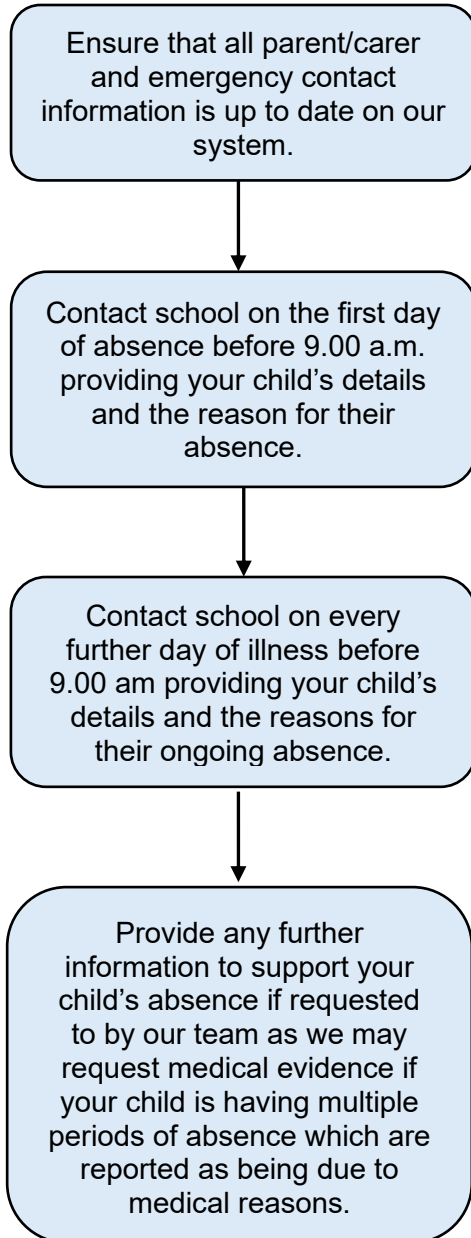 Ensure that all parent/carer
and emergency contact
information is up to date on our
system.
Contact school on the first day
of absence before 9.00 a.m.
providing your child’s details
and the reason for their
absence.
Contact school on every
further day of illness before
9.00 am providing your child’s
details and the reasons for
their ongoing absence.
Provide any further
information to support your
child’s absence if requested
to by our team as we may
request medical evidence if
your child is having multiple
periods of absence which are
reported as being due to
medical reasons.